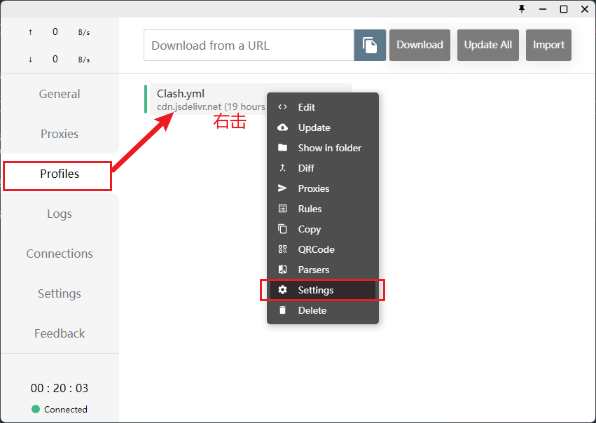 ↑ 0 B/s
↓ 0 B/s
Download from a URL
Download
Update All
Import
General
Proxies
Profiles
Logs
Connections
Settings
Feedback
00 : 20 : 03
Connected
Clash.yml
cdn.jsdelivr.net (19 hours
右击
Edit
Update
Show in folder
Diff
Proxies
Rules
Copy
QRCode
Parsers
Settings
Delete